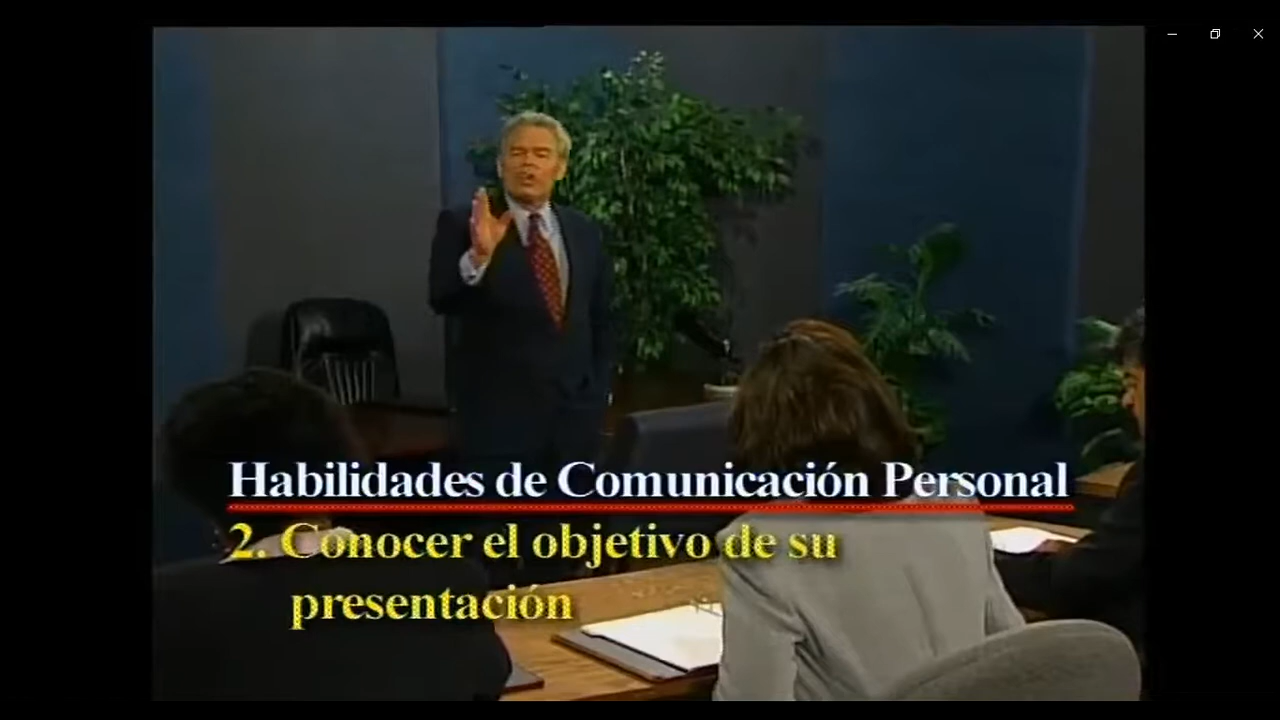 Habilidades de Comunicación Personal
2. Conocer el objetivo de su
presentación